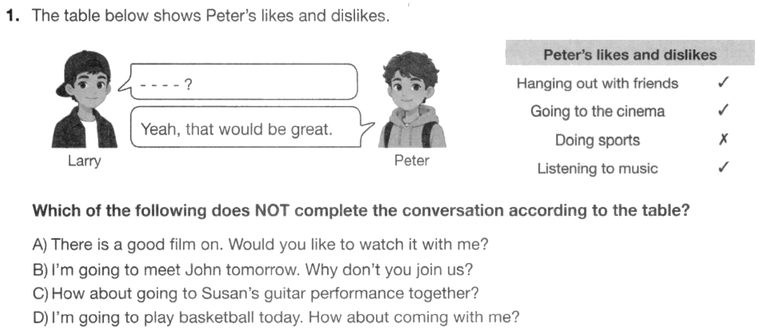 1. The table below shows Peter's likes and dislikes.
- - - - ?
Yeah, that would be great.
Larry
Peter
Peter's likes and dislikes
Hanging out with friends ✓
Going to the cinema ✓
Doing sports ✗
Listening to music ✓
Which of the following does NOT complete the conversation according to the table?
A) There is a good film on. Would you like to watch it with me?
B) I'm going to meet John tomorrow. Why don't you join us?
C) How about going to Susan's guitar performance together?
D) I'm going to play basketball today. How about coming with me?